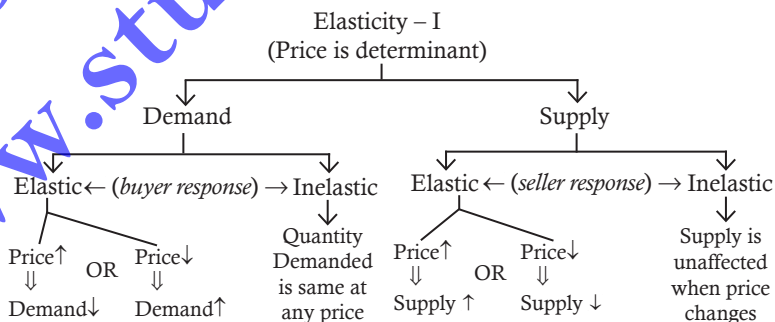 Elasticity – I
(Price is determinant)
Demand
Supply
Elastic ← (buyer response) → Inelastic
Elastic ← (seller response) → Inelastic
Price↑
⇓
Demand↓
OR
Price↓
⇓
Demand↑
Quantity
Demanded
is same at
any price
Price↑
⇓
Supply ↑
OR
Price↓
⇓
Supply ↓
Supply is
unaffected
when price
changes
w.stu